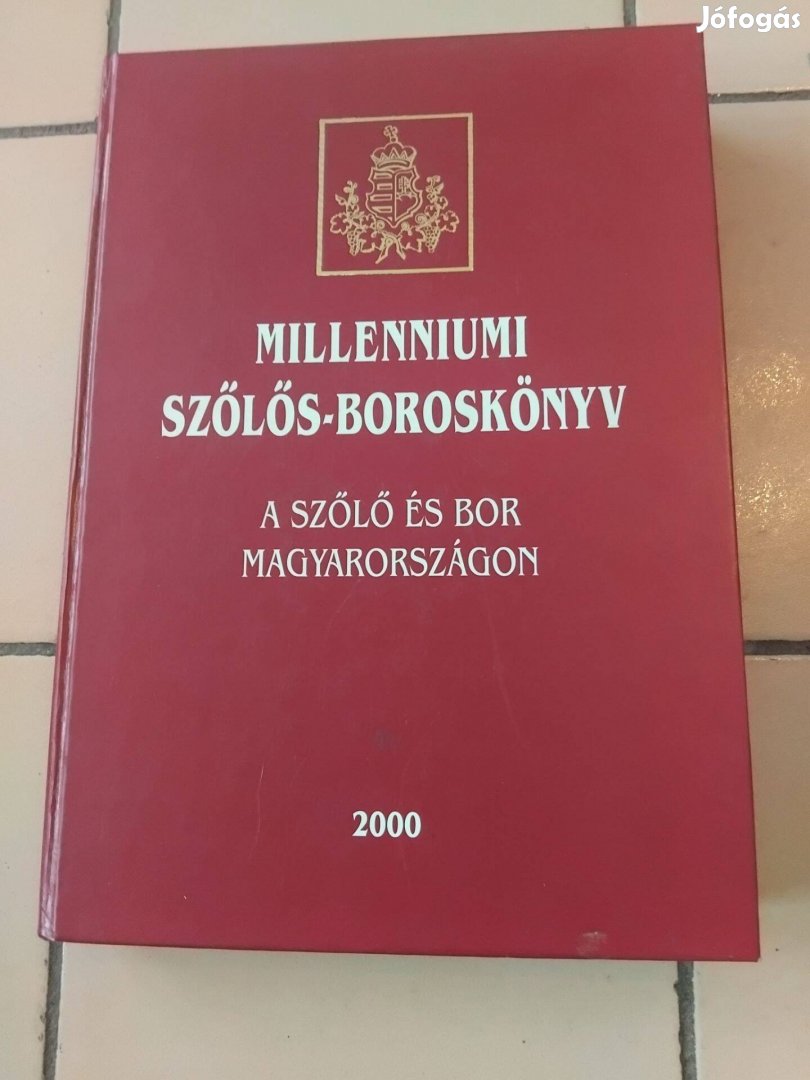 Jófogás
MILLENNIUMI
SZŐLŐS-BOROSKÖNYV
A SZŐLŐ ÉS BOR
MAGYARORSZÁGON
2000